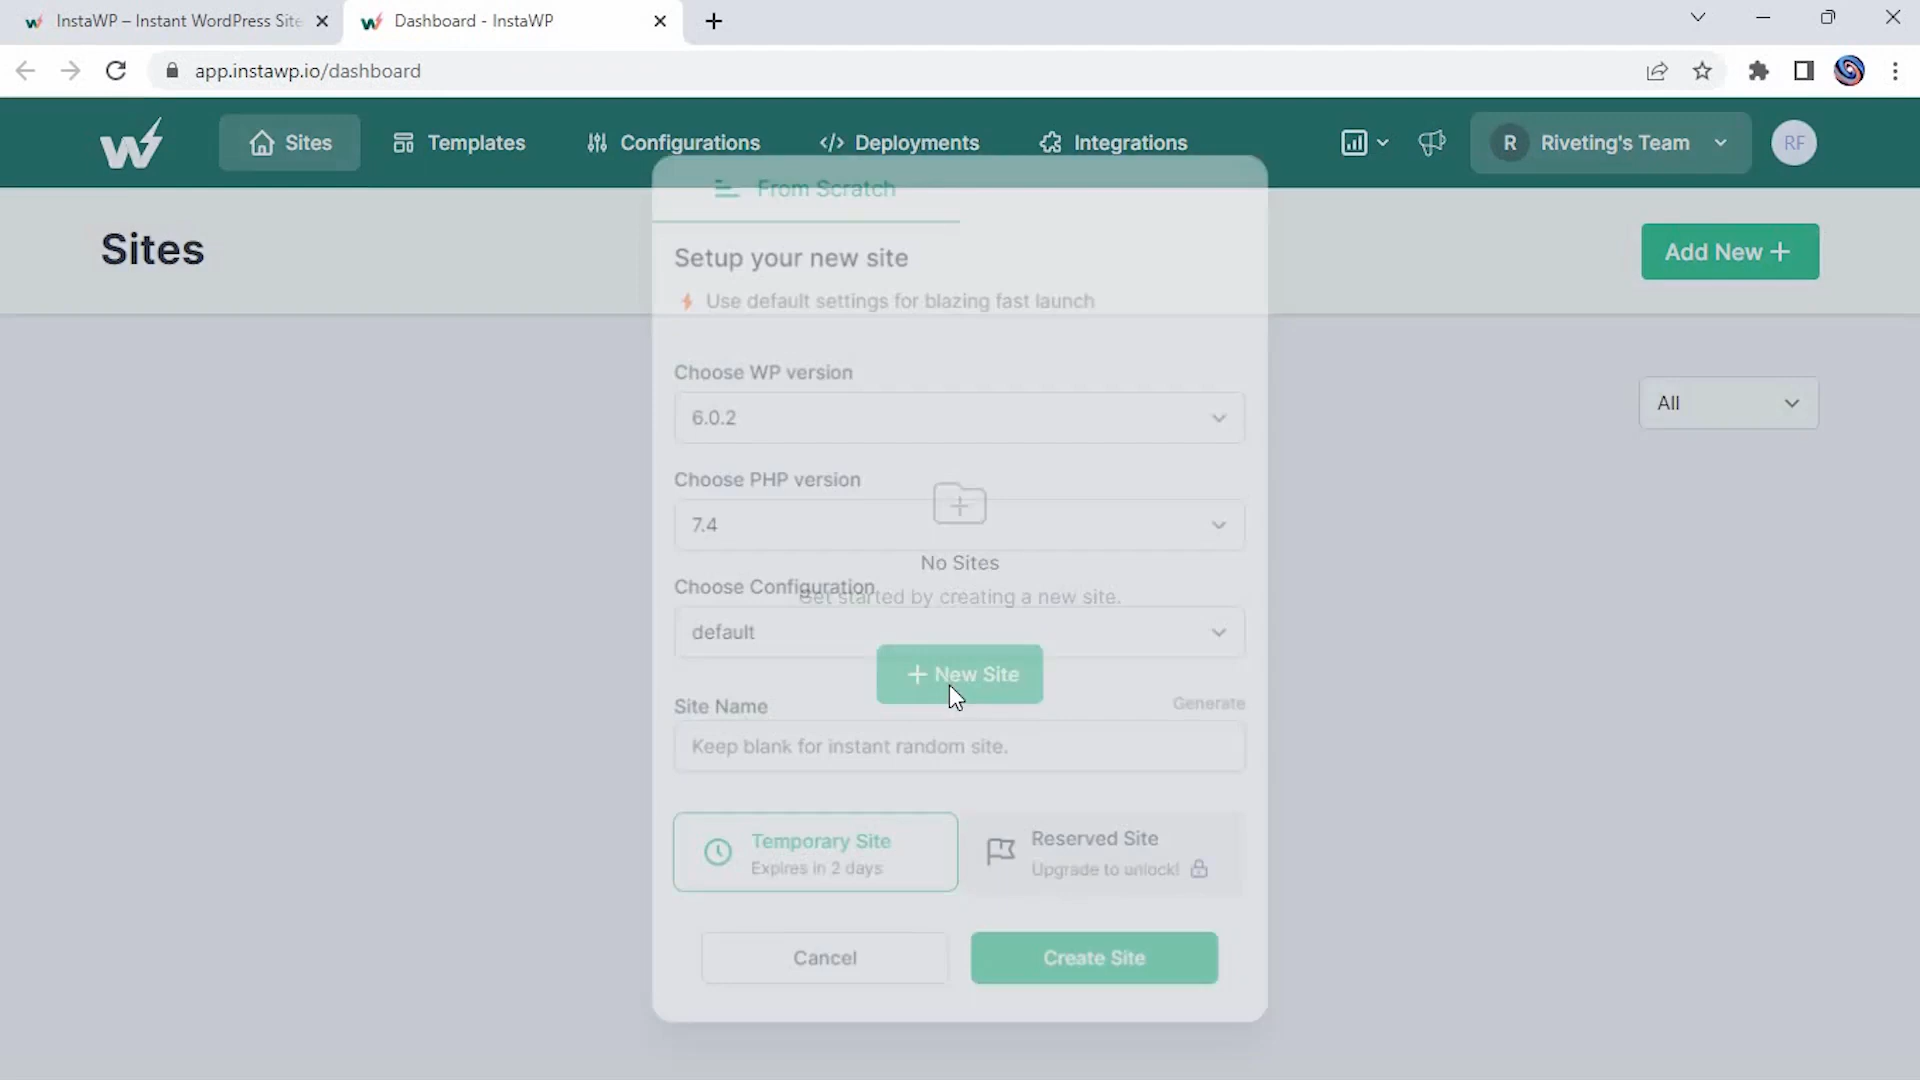 InstaWP – Instant WordPress Site
Dashboard - InstaWP
app.instawp.io/dashboard
Sites
Templates
Configurations
</> Deployments
Integrations
R
Riveting's Team
RF
From Scratch
Sites
Add New +
Setup your new site
Use default settings for blazing fast launch
Choose WP version
6.0.2
All
Choose PHP version
7.4
No Sites
Choose Configuration
Get started by creating a new site.
default
+ New Site
Site Name
Generate
Keep blank for instant random site.
Temporary Site
Expires in 2 days
Reserved Site
Upgrade to unlock!
Cancel
Create Site